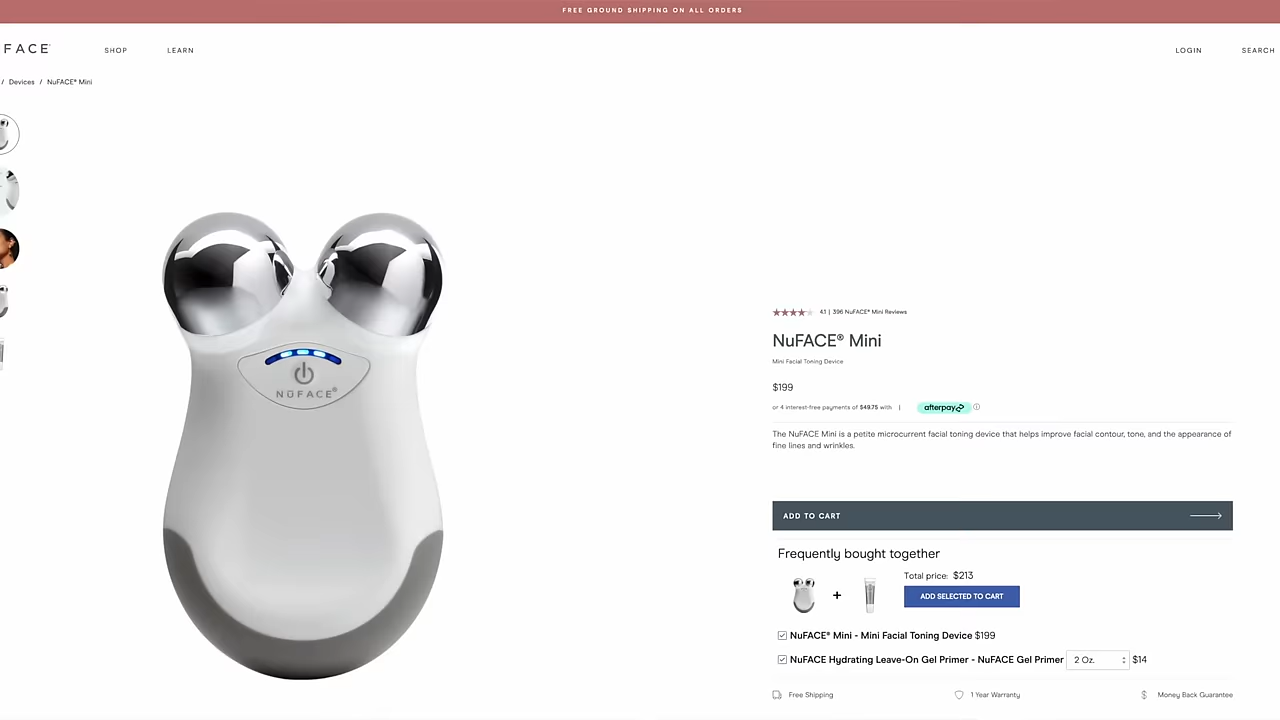 FREE GROUND SHIPPING ON ALL ORDERS
FACE SHOP LEARN LOGIN SEARCH
/ Devices / NuFACE® Mini
4.1 | 396 NuFACE® Mini Reviews
NuFACE® Mini
Mini Facial Toning Device
$199
or 4 interest-free payments of $49.75 with | afterpay
The NuFACE Mini is a petite microcurrent facial toning device that helps improve facial contour, tone, and the appearance of
fine lines and wrinkles.
NUFACE®
ADD TO CART
Frequently bought together
Total price: $213
+
ADD SELECTED TO CART
NuFACE® Mini - Mini Facial Toning Device $199
NuFACE Hydrating Leave-On Gel Primer - NuFACE Gel Primer 2 Oz. $14
Free Shipping 1 Year Warranty $ Money Back Guarantee